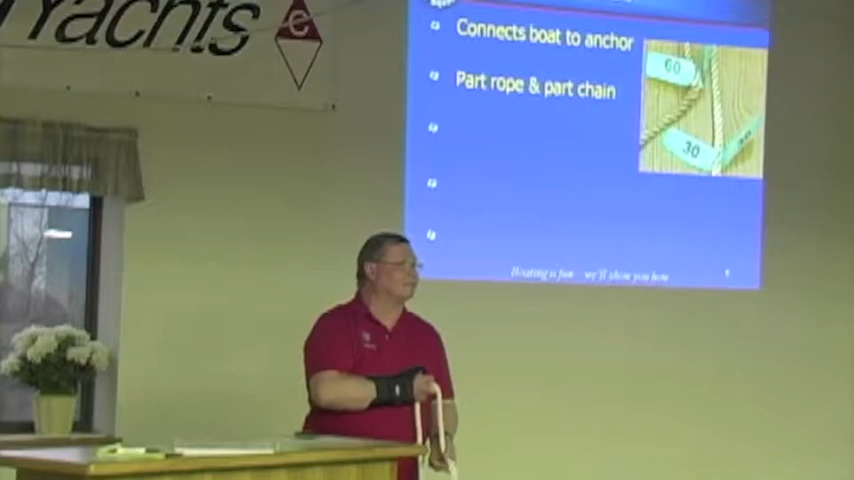 Yachts
e
Connects boat to anchor
Part rope & part chain
60
30
Boating is fun we'll show you how